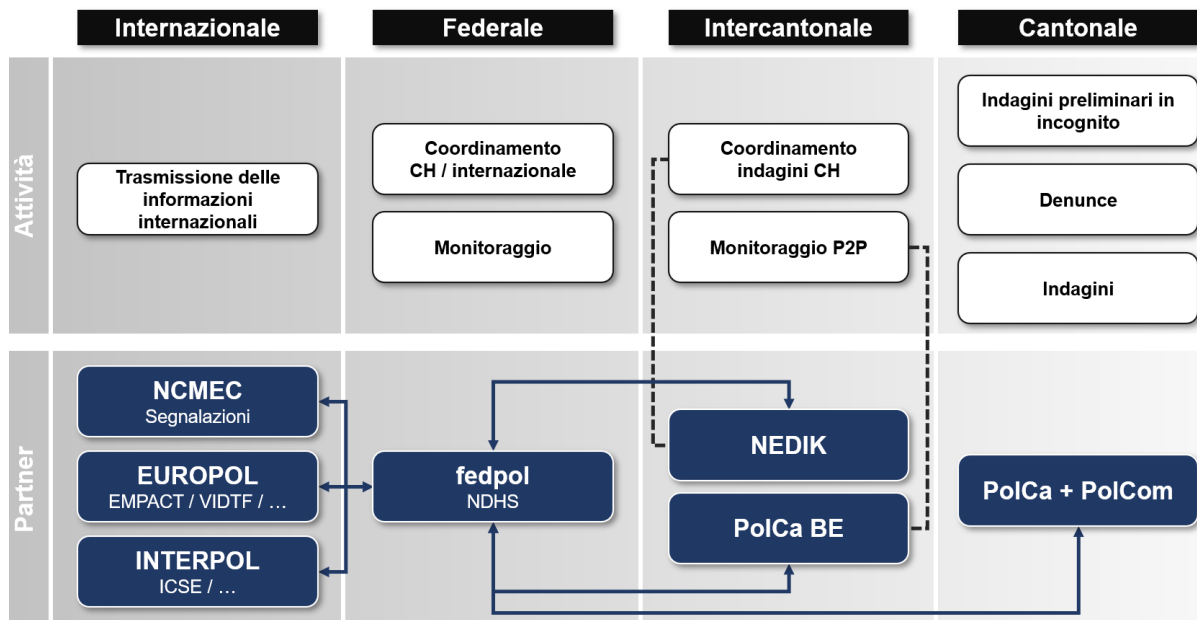 Internazionale
Federale
Intercantonale
Cantonale
Attività
Trasmissione delle
informazioni
internazionali
Coordinamento
CH / internazionale
Monitoraggio
Coordinamento
indagini CH
Monitoraggio P2P
Indagini preliminari in
incognito
Denunce
Indagini
Partner
NCMEC
Segnalazioni
EUROPOL
EMPACT / VIDTF / …
INTERPOL
ICSE / …
fedpol
NDHS
NEDIK
PolCa BE
PolCa + PolCom